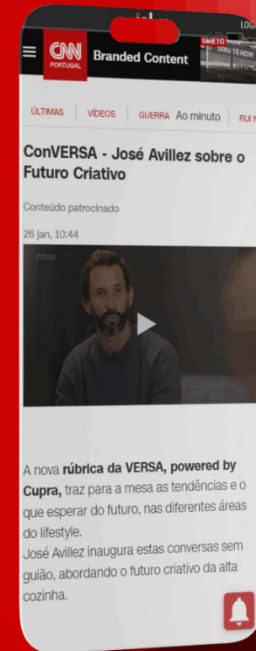 CNN
PORTUGAL
Branded Content
ÚLTIMAS VÍDEOS GUERRA Ao minuto RUI
ConVERSA - José Avillez sobre o
Futuro Criativo
Conteúdo patrocinado
26 jan, 10:44
A nova rúbrica da VERSA, powered by
Cupra, traz para a mesa as tendências e o
que esperar do futuro, nas diferentes áreas
do lifestyle.
José Avillez inaugura estas conversas sem
guião, abordando o futuro criativo da alta
cozinha.